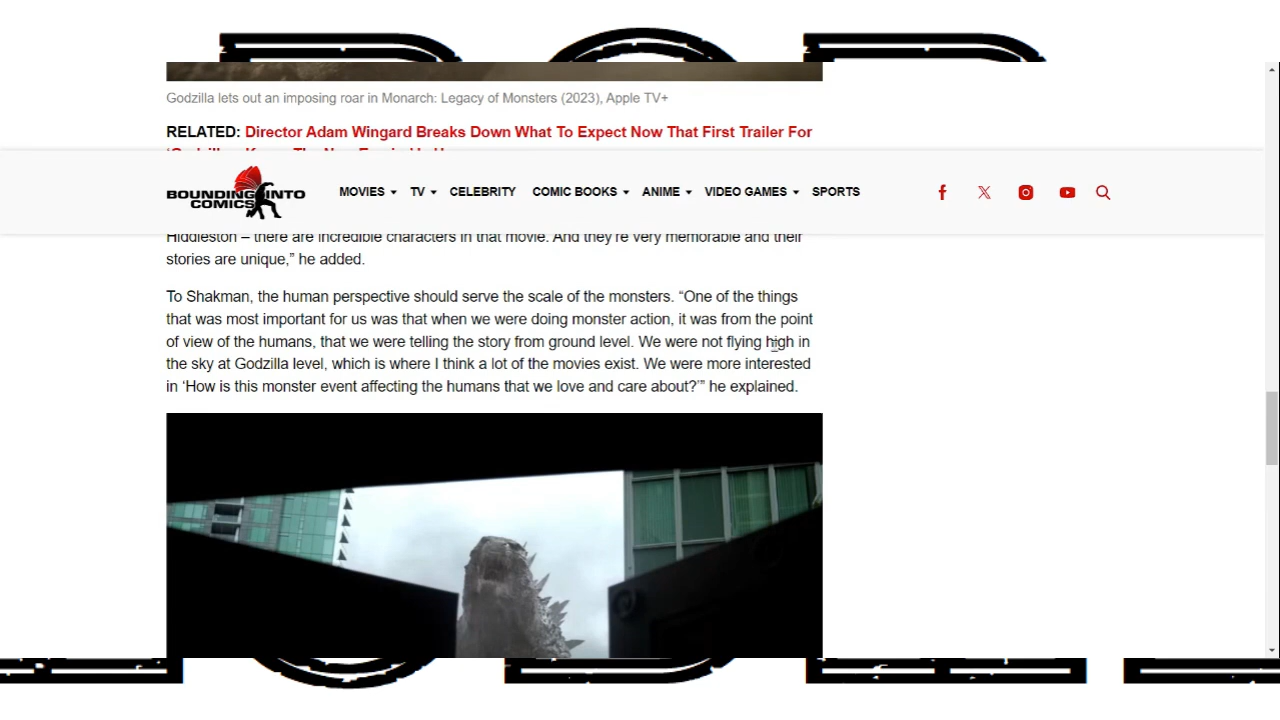 Godzilla lets out an imposing roar in Monarch: Legacy of Monsters (2023), Apple TV+
RELATED: Director Adam Wingard Breaks Down What To Expect Now That First Trailer For
BOUNDING INTO
COMICS
MOVIES TV CELEBRITY COMIC BOOKS ANIME VIDEO GAMES SPORTS
Hiddleston – there are incredible characters in that movie. And they're very memorable and their
stories are unique,” he added.
To Shakman, the human perspective should serve the scale of the monsters. “One of the things
that was most important for us was that when we were doing monster action, it was from the point
of view of the humans, that we were telling the story from ground level. We were not flying high in
the sky at Godzilla level, which is where I think a lot of the movies exist. We were more interested
in ‘How is this monster event affecting the humans that we love and care about?’” he explained.